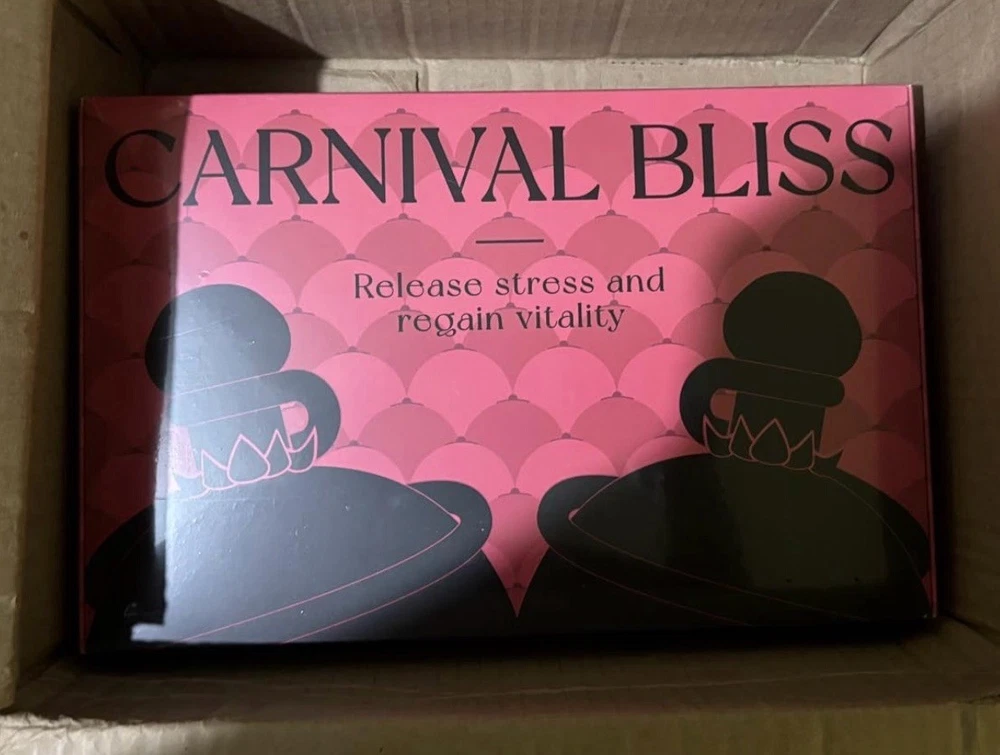 CARNIVAL BLISS
Release stress and
regain vitality